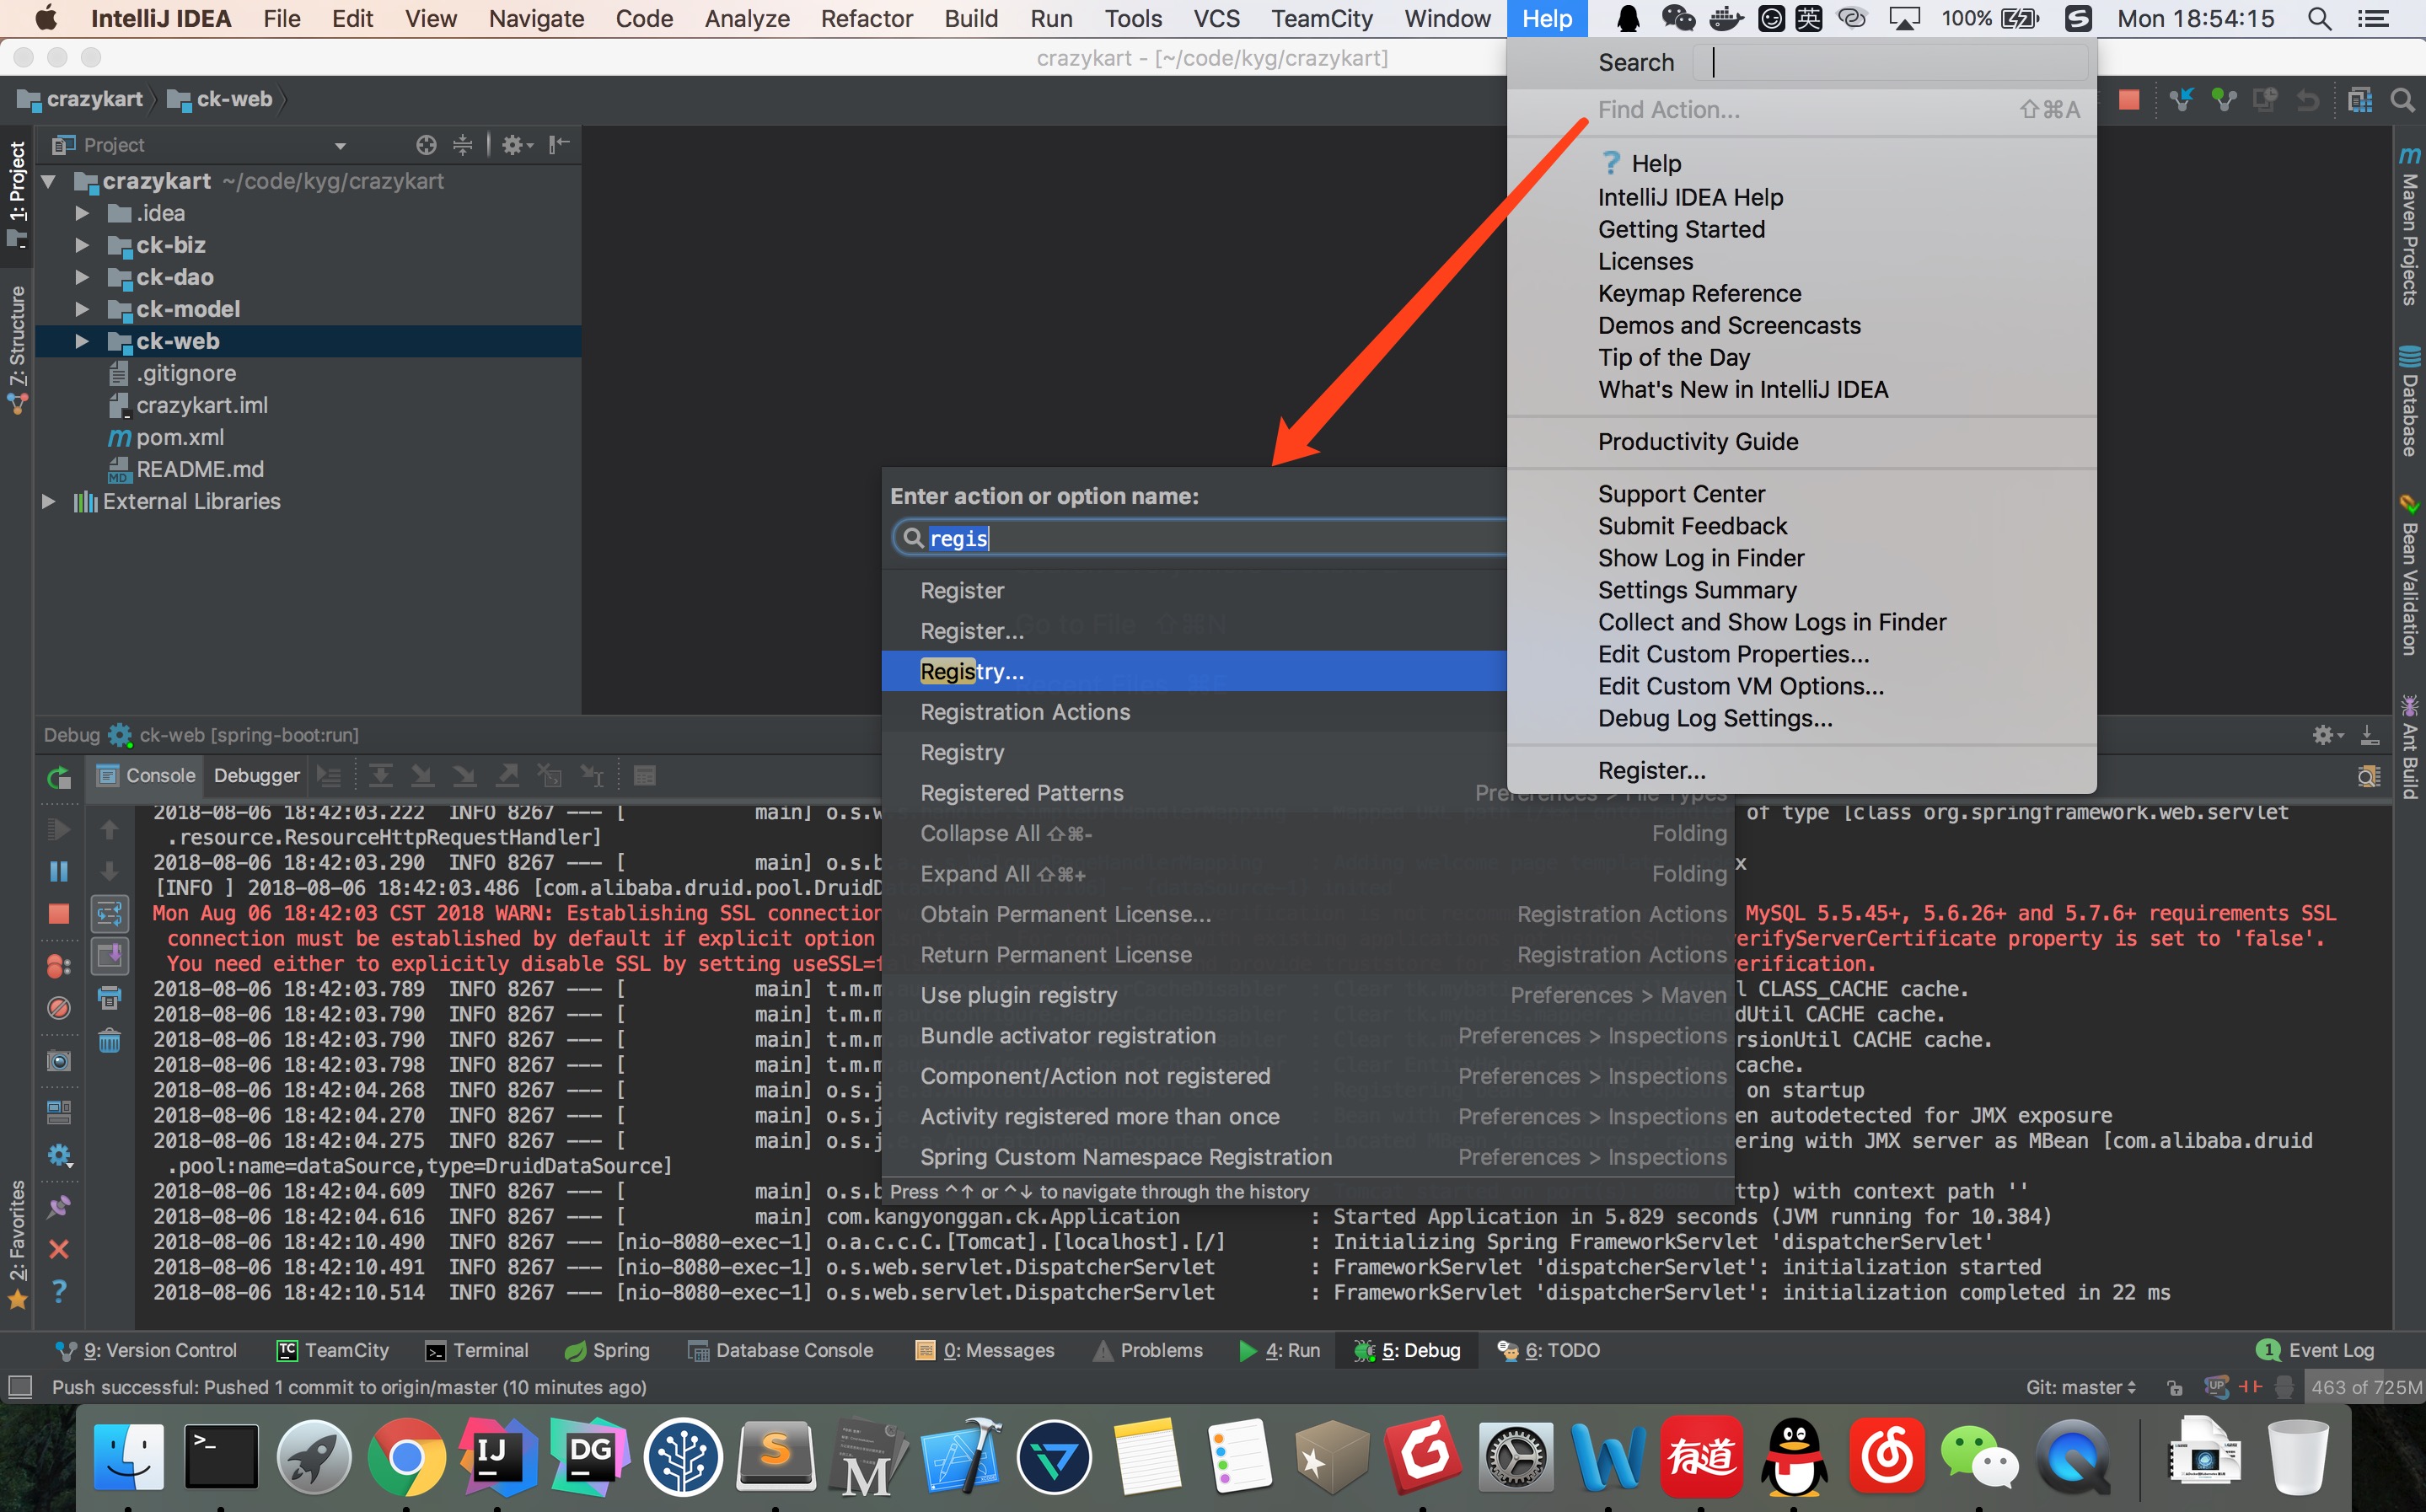 IntelliJ IDEA File Edit View Navigate Code Analyze Refactor Build Run Tools VCS TeamCity Window Help 英 100% S Mon 18:54:15
crazykart - [~/code/kyg/crazykart]
Search
Find Action... ⇧⌘A
Help
IntelliJ IDEA Help
Getting Started
Licenses
Keymap Reference
Demos and Screencasts
Tip of the Day
What's New in IntelliJ IDEA
Productivity Guide
Support Center
Submit Feedback
Show Log in Finder
Settings Summary
Collect and Show Logs in Finder
Edit Custom Properties...
Edit Custom VM Options...
Debug Log Settings...
Register...
crazykart ck-web
1: Project
7: Structure
2: Favorites
Project
crazykart ~/code/kyg/crazykart
.idea
ck-biz
ck-dao
ck-model
ck-web
.gitignore
crazykart.iml
pom.xml
README.md
External Libraries
Maven Projects
Database
Bean Validation
Ant Build
Enter action or option name:
regis
Register
Register...
Go to File ⇧⌘N
Registry...
Recent Files ⌘E
Registration Actions
Registry
Registered Patterns Preferences > File Types
Collapse All ⇧⌘- Folding
Expand All ⇧⌘+ Folding
Obtain Permanent License... Registration Actions
Return Permanent License Registration Actions
Use plugin registry Preferences > Maven
Bundle activator registration Preferences > Inspections
Component/Action not registered Preferences > Inspections
Activity registered more than once Preferences > Inspections
Spring Custom Namespace Registration Preferences > Inspections
Press ^↑ or ^↓ to navigate through the history
Debug ck-web [spring-boot:run]
Console Debugger
2018-08-06 18:42:03.222 INFO 8267 --- [ main] o.s.w of type [class org.springframework.web.servlet
.resource.ResourceHttpRequestHandler]
2018-08-06 18:42:03.290 INFO 8267 --- [ main] o.s.b x
[INFO ] 2018-08-06 18:42:03.486 [com.alibaba.druid.pool.DruidD
Mon Aug 06 18:42:03 CST 2018 WARN: Establishing SSL connection MySQL 5.5.45+, 5.6.26+ and 5.7.6+ requirements SSL
connection must be established by default if explicit option erifyServerCertificate property is set to 'false'.
You need either to explicitly disable SSL by setting useSSL=f erification.
2018-08-06 18:42:03.789 INFO 8267 --- [ main] t.m.m l CLASS_CACHE cache.
2018-08-06 18:42:03.790 INFO 8267 --- [ main] t.m.m dUtil CACHE cache.
2018-08-06 18:42:03.790 INFO 8267 --- [ main] t.m.m rsionUtil CACHE cache.
2018-08-06 18:42:03.798 INFO 8267 --- [ main] t.m.m cache.
2018-08-06 18:42:04.268 INFO 8267 --- [ main] o.s.j on startup
2018-08-06 18:42:04.270 INFO 8267 --- [ main] o.s.j en autodetected for JMX exposure
2018-08-06 18:42:04.275 INFO 8267 --- [ main] o.s.j ering with JMX server as MBean [com.alibaba.druid
.pool:name=dataSource,type=DruidDataSource]
2018-08-06 18:42:04.609 INFO 8267 --- [ main] o.s.b ttp) with context path ''
2018-08-06 18:42:04.616 INFO 8267 --- [ main] com.kangyonggan.ck.Application : Started Application in 5.829 seconds (JVM running for 10.384)
2018-08-06 18:42:10.490 INFO 8267 --- [nio-8080-exec-1] o.a.c.c.C.[Tomcat].[localhost].[/] : Initializing Spring FrameworkServlet 'dispatcherServlet'
2018-08-06 18:42:10.491 INFO 8267 --- [nio-8080-exec-1] o.s.web.servlet.DispatcherServlet : FrameworkServlet 'dispatcherServlet': initialization started
2018-08-06 18:42:10.514 INFO 8267 --- [nio-8080-exec-1] o.s.web.servlet.DispatcherServlet : FrameworkServlet 'dispatcherServlet': initialization completed in 22 ms
9: Version Control TC TeamCity Terminal Spring Database Console 0: Messages Problems 4: Run 5: Debug 6: TODO 1 Event Log
Push successful: Pushed 1 commit to origin/master (10 minutes ago) Git: master UP 463 of 725M
>_ IJ DG S M W 有道